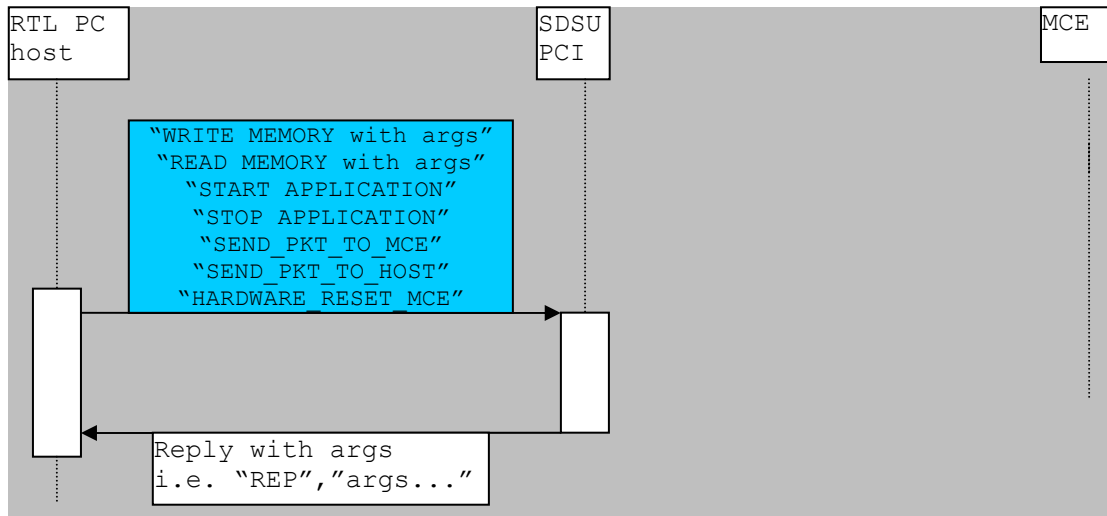 RTL PC
host
SDSU
PCI
MCE
“WRITE MEMORY with args”
“READ MEMORY with args”
“START APPLICATION”
“STOP APPLICATION”
“SEND_PKT_TO_MCE”
“SEND_PKT_TO_HOST”
“HARDWARE_RESET_MCE”
Reply with args
i.e. “REP”,”args...”